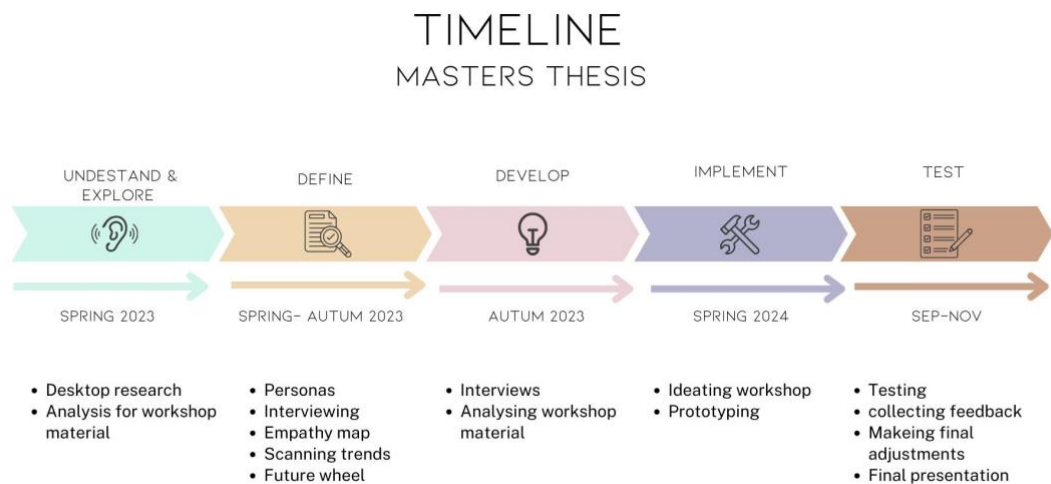 TIMELINE
MASTERS THESIS
UNDESTAND &
EXPLORE
DEFINE
DEVELOP
IMPLEMENT
TEST
SPRING 2023
SPRING- AUTUM 2023
AUTUM 2023
SPRING 2024
SEP-NOV
• Desktop research
• Analysis for workshop
material
• Personas
• Interviewing
• Empathy map
• Scanning trends
• Future wheel
• Interviews
• Analysing workshop
material
• Ideating workshop
• Prototyping
• Testing
• collecting feedback
• Makeing final
adjustments
• Final presentation